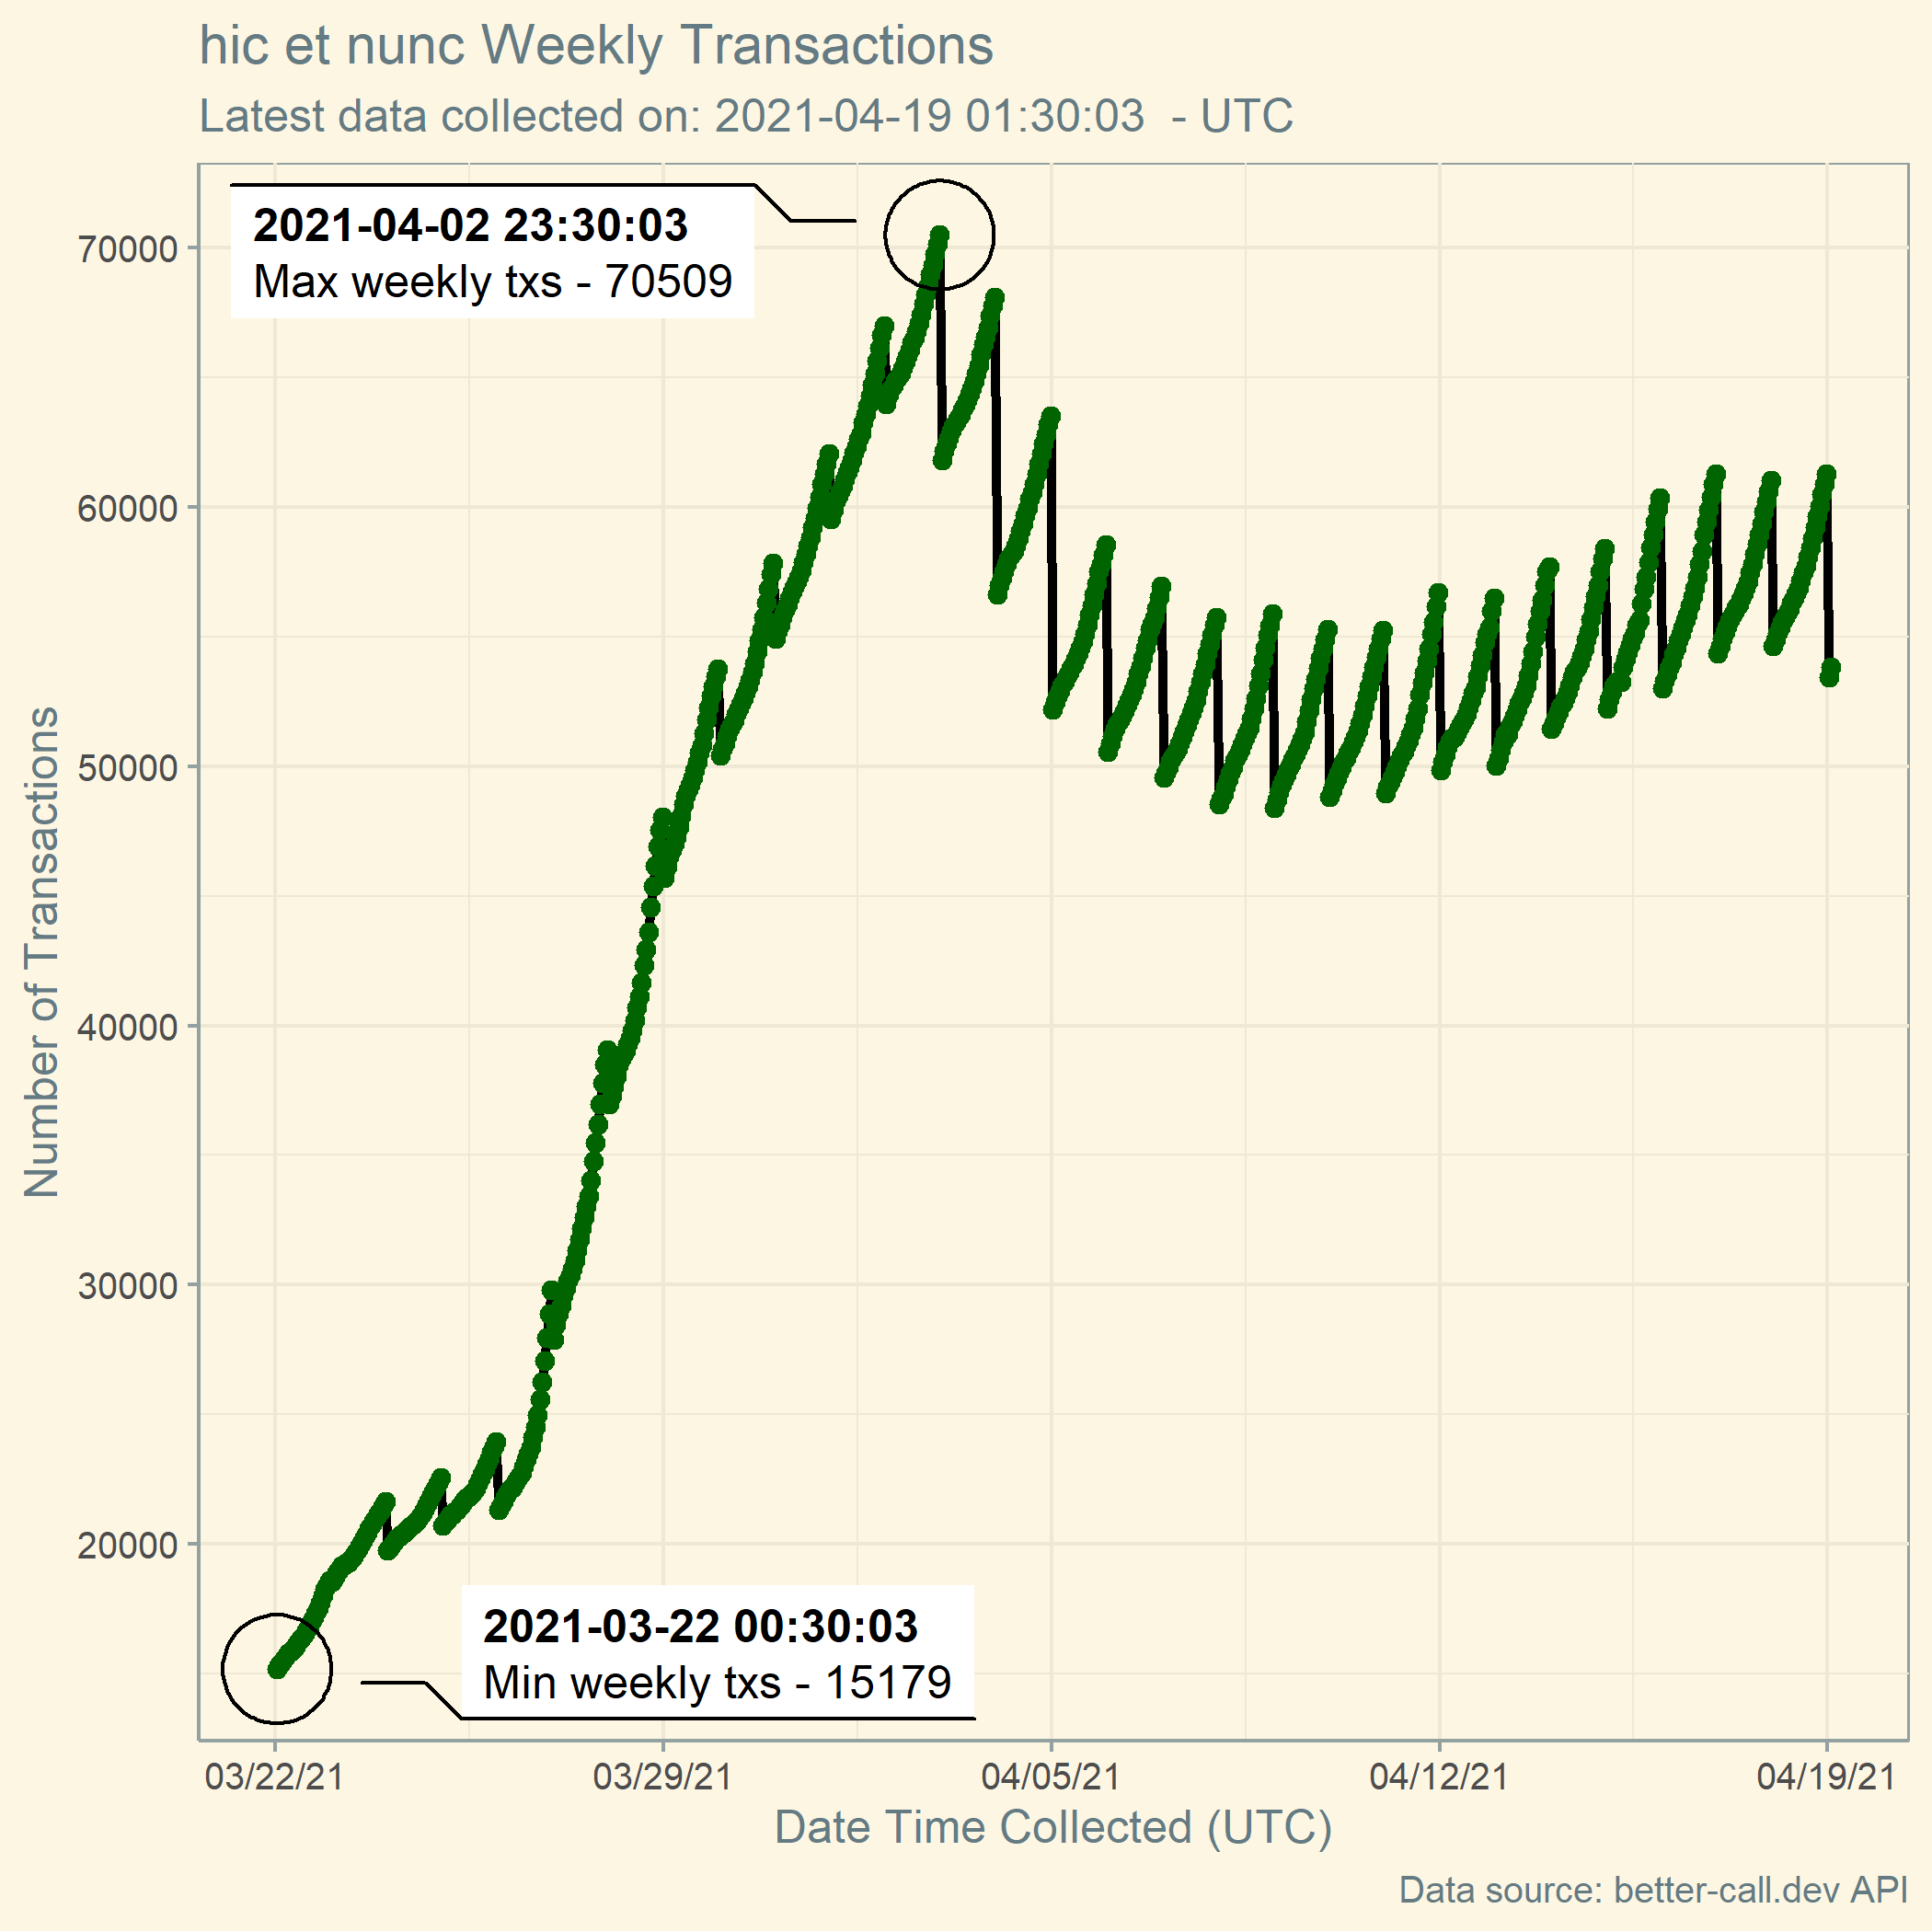 hic et nunc Weekly Transactions
Latest data collected on: 2021-04-19 01:30:03  - UTC
2021-04-02 23:30:03
Max weekly txs - 70509
70000
60000
50000
40000
30000
20000
Number of Transactions
2021-03-22 00:30:03
Min weekly txs - 15179
03/22/21 03/29/21 04/05/21 04/12/21 04/19/21
Date Time Collected (UTC)
Data source: better-call.dev API